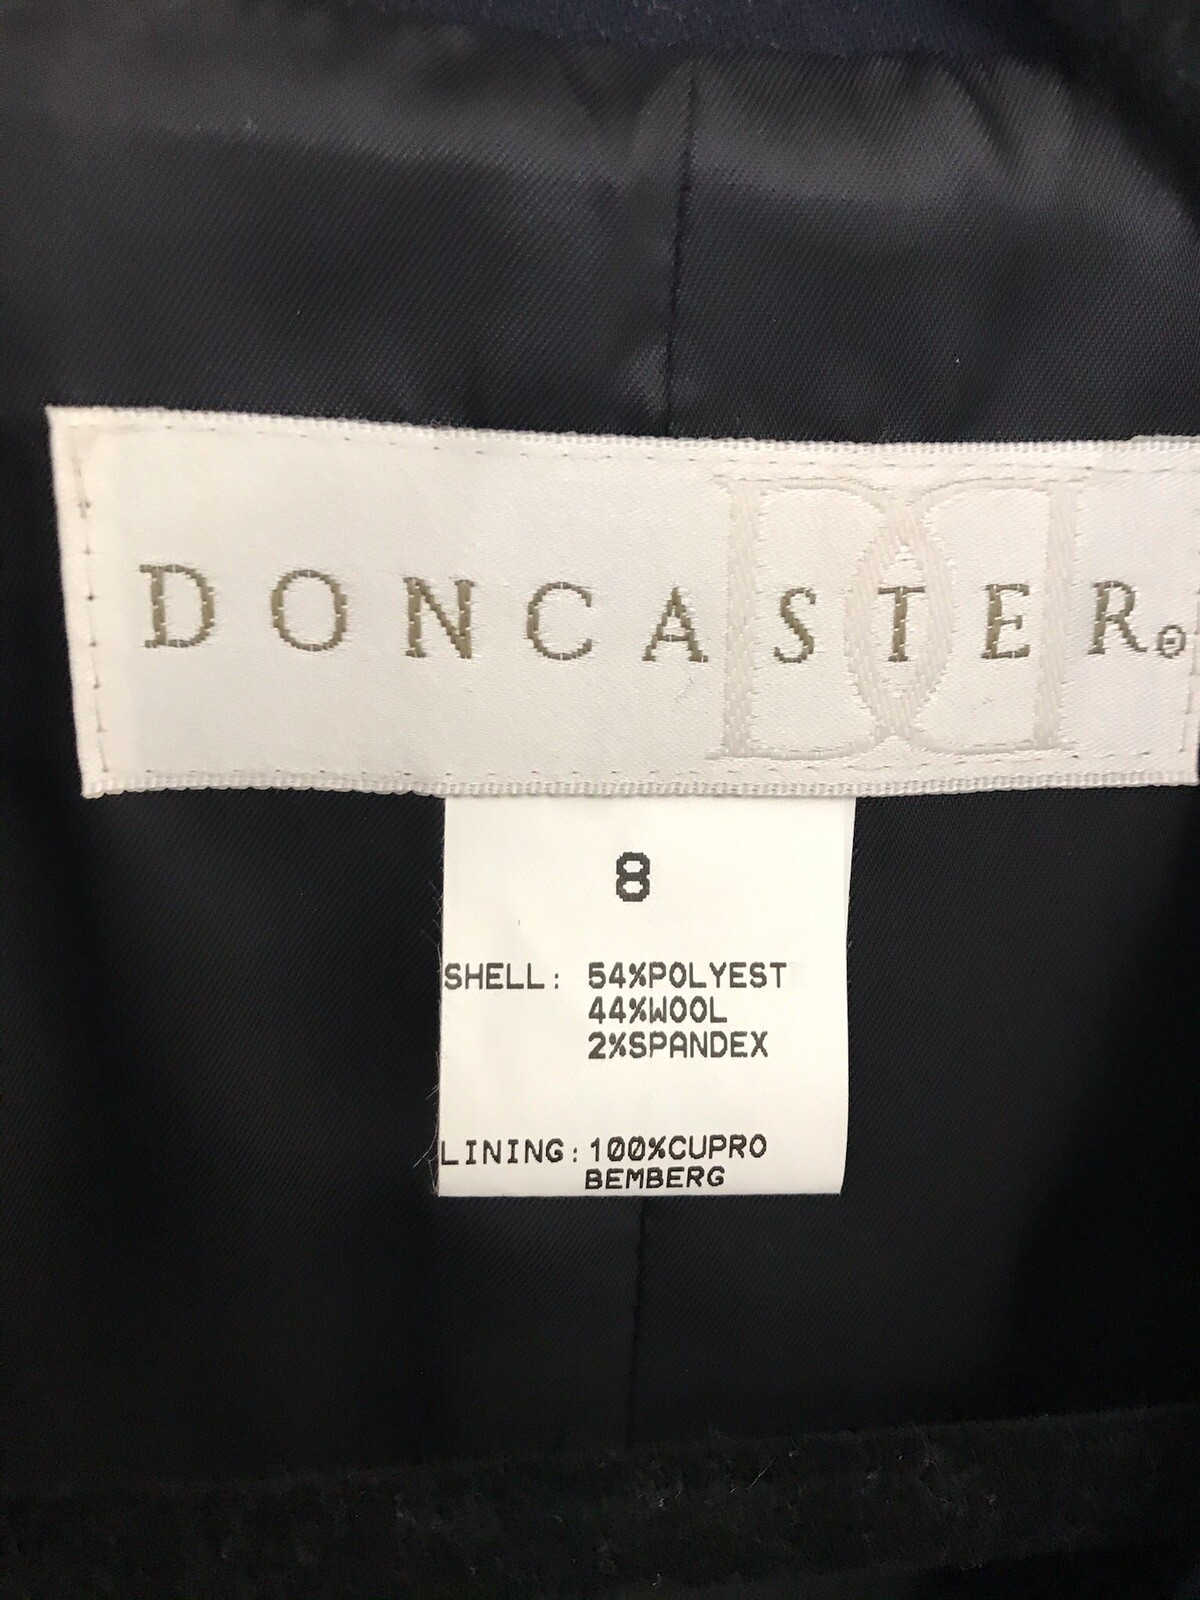 DONCASTER®
8
SHELL: 54%POLYEST
44%WOOL
2%SPANDEX
LINING:100%CUPRO
BEMBERG